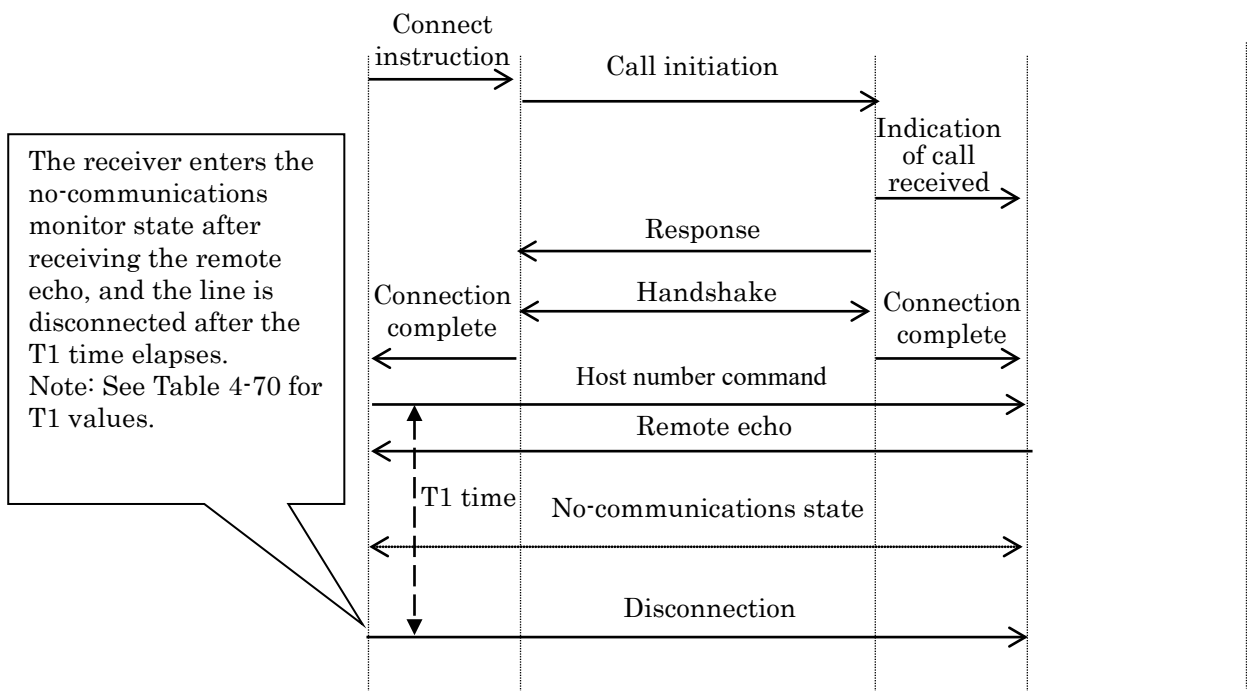 Connect
instruction
Call initiation
Indication
of call
received
The receiver enters the
no-communications
monitor state after
receiving the remote
echo, and the line is
disconnected after the
T1 time elapses.
Note: See Table 4-70 for
T1 values.
Response
Handshake
Connection
complete
Connection
complete
Host number command
Remote echo
T1 time
No-communications state
Disconnection